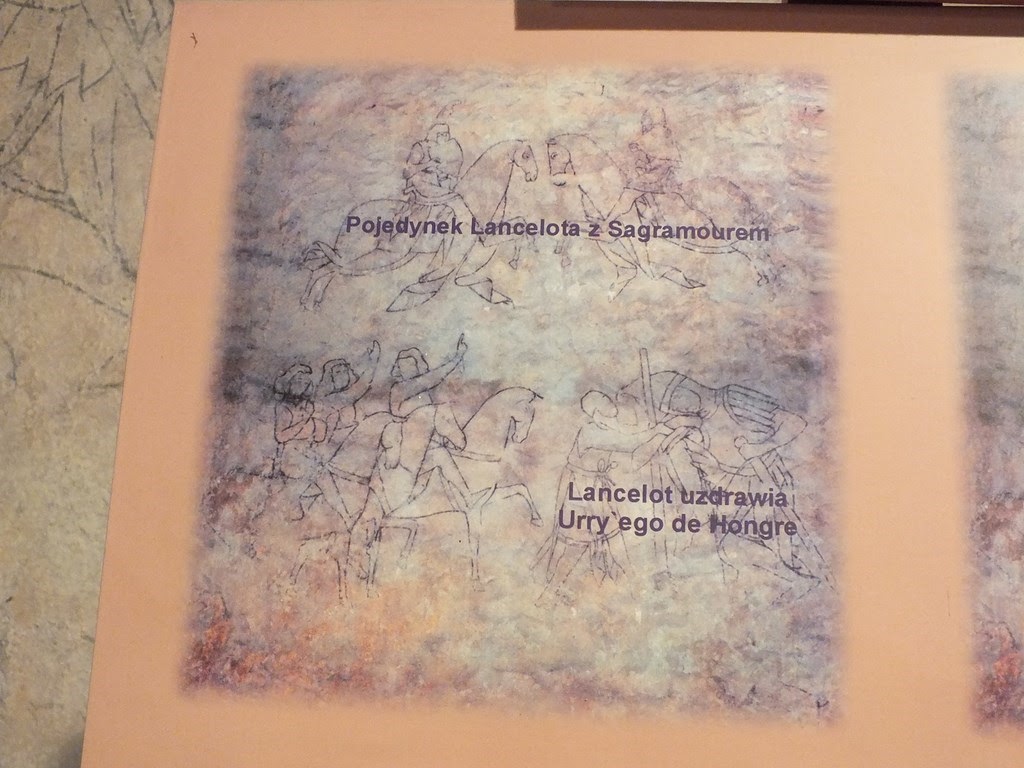 Pojedynek Lancelota z Sagramourem
Lancelot uzdrawia
Urry`ego de Hongre